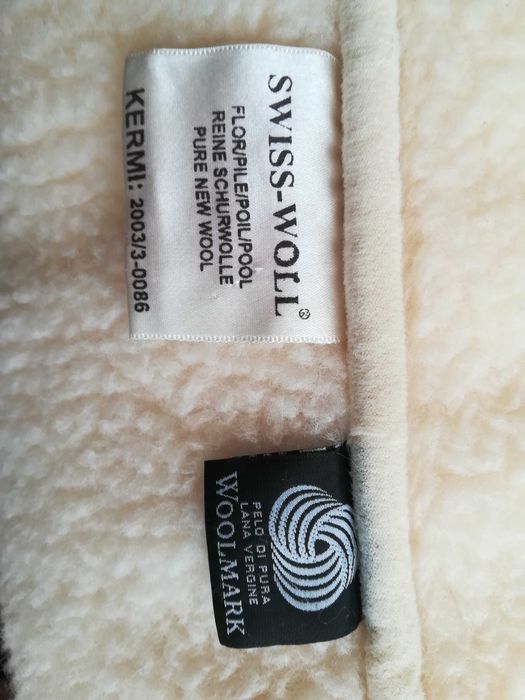 SWISS-WOLL®
FLOR/PILE/POIL/POOL
REINE SCHURWOLLE
PURE NEW WOOL
KERMI: 2003/3-0086
PELO DI PURA
LANA VERGINE
WOOLMARK